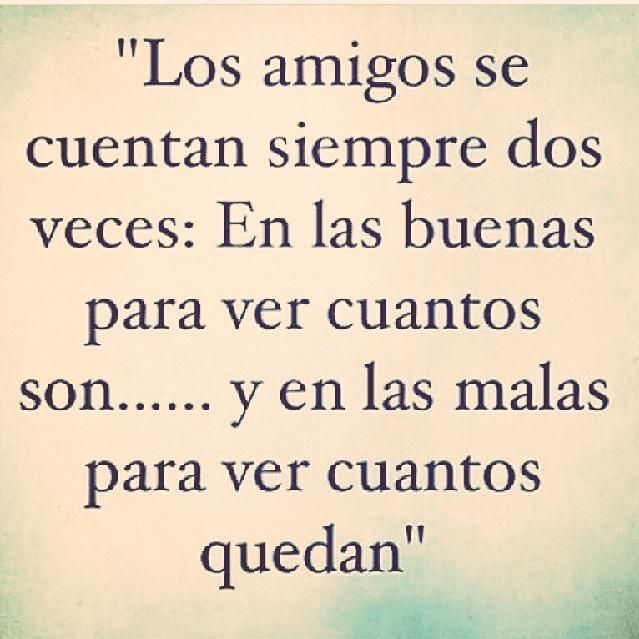 "Los amigos se
cuentan siempre dos
veces: En las buenas
para ver cuantos
son...... y en las malas
para ver cuantos
quedan"